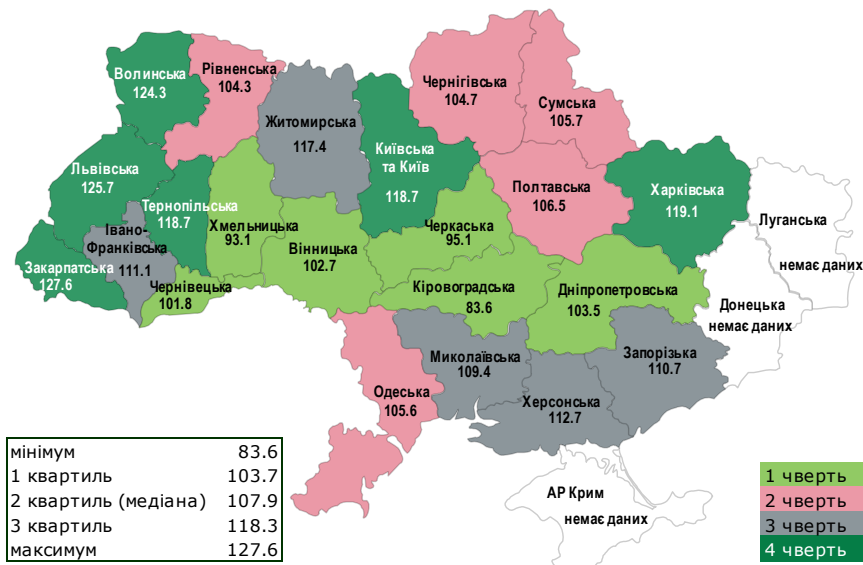 Волинська
124.3
Рівненська
104.3
Житомирська
117.4
Київська
та Київ
118.7
Чернігівська
104.7
Сумська
105.7
Львівська
125.7
Тернопільська
118.7
Хмельницька
93.1
Івано-
Франківська
111.1
Закарпатська
127.6
Чернівецька
101.8
Вінницька
102.7
Черкаська
95.1
Полтавська
106.5
Харківська
119.1
Луганська
немає даних
Донецька
немає даних
Кіровоградська
83.6
Дніпропетровська
103.5
Одеська
105.6
Миколаївська
109.4
Херсонська
112.7
Запорізька
110.7
АР Крим
немає даних
мінімум 83.6
1 квартиль 103.7
2 квартиль (медіана) 107.9
3 квартиль 118.3
максимум 127.6
1 чверть
2 чверть
3 чверть
4 чверть